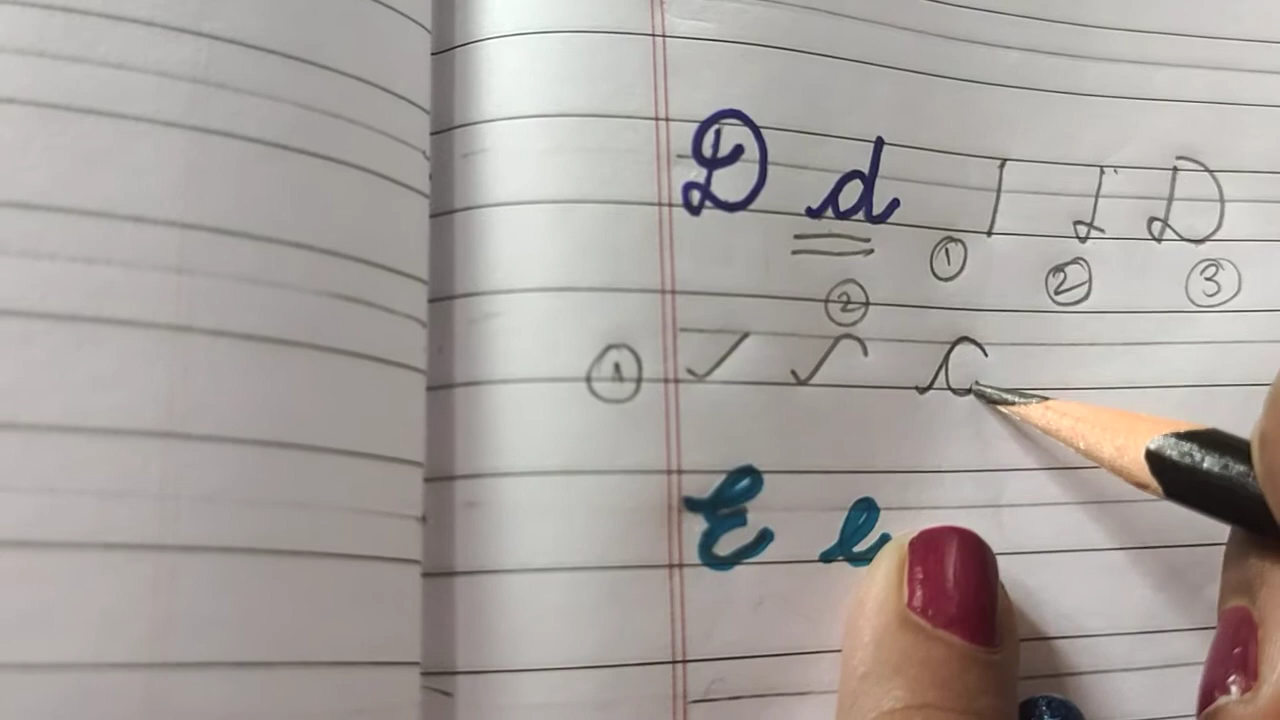 D d l L D
① ② ③
②
①
E e